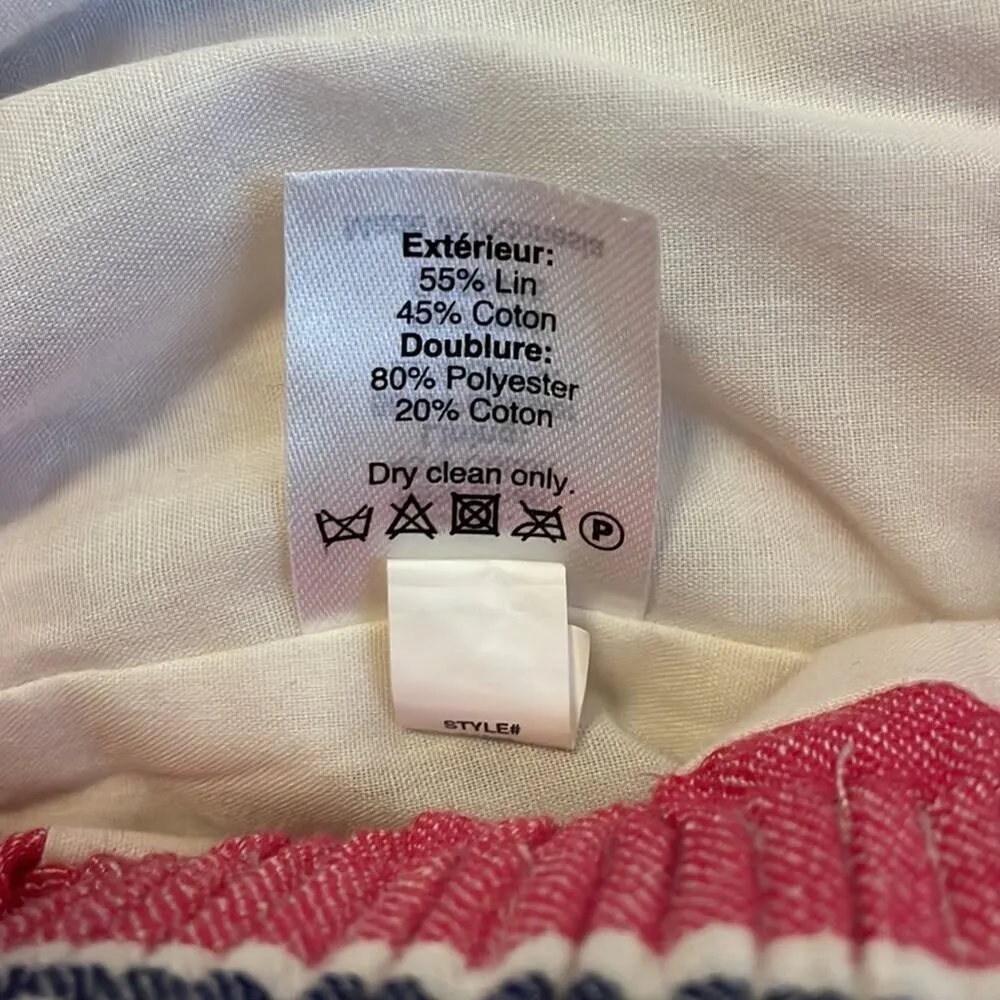 Extérieur:
55% Lin
45% Coton
Doublure:
80% Polyester
20% Coton
Dry clean only.
P
STYLE#